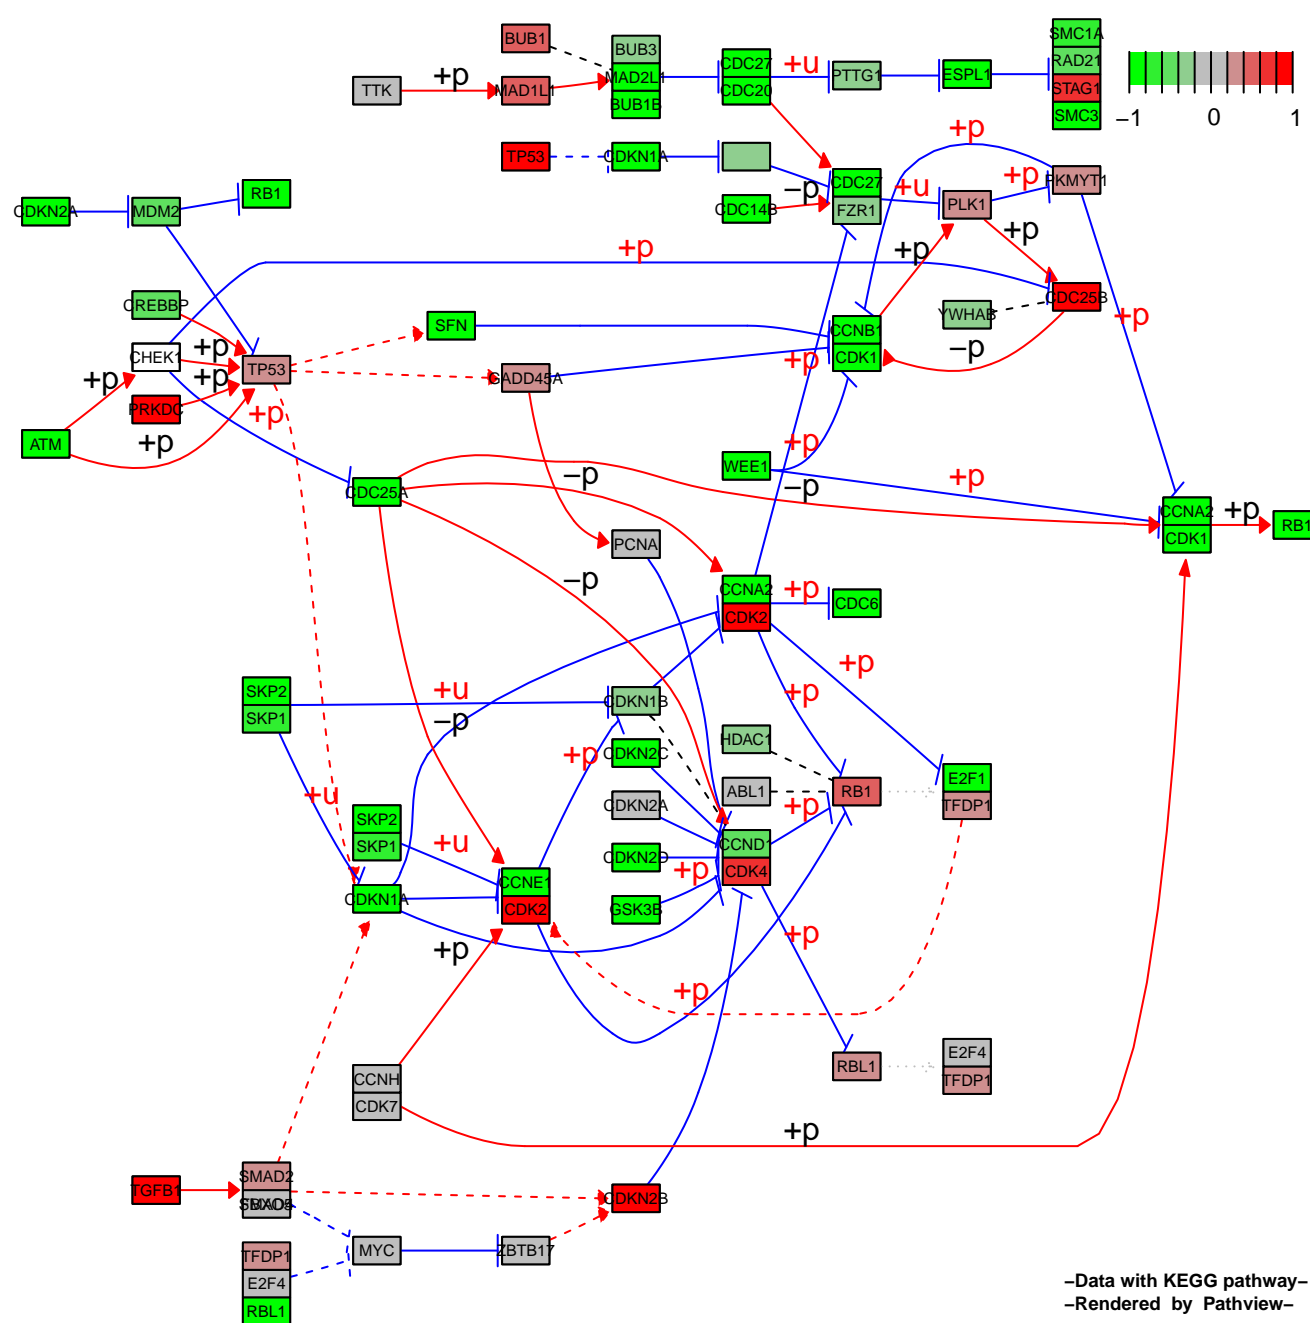 SMC1A
BUB1
BUB3
CDC27
+u
RAD21
+p
MAD2L1
PTTG1
ESPL1
TTK
MAD1L1
CDC20
STAG1
BUB1B
SMC3
−1
0
1
+p
TP53
CDKN1A
CDC27
+u
+p
PKMYT1
−p
RB1
CDKN2A
MDM2
CDC14B
FZR1
PLK1
+p
+p
+p
CREBBP
CDC25B
YWHAB
+p
SFN
CCNB1
CHEK1
+p
−p
CDK1
+p
TP53
+p
GADD45A
+p
PRKDC
+p
ATM
+p
+p
WEE1
−p
+p
−p
CDC25A
CCNA2
+p
RB1
CDK1
PCNA
−p
CCNA2
+p
CDC6
CDK2
+p
SKP2
+u
+p
CDKN1B
SKP1
−p
HDAC1
+p
CDKN2C
E2F1
ABL1
RB1
+u
CDKN2A
+p
TFDP1
SKP2
SKP1
+u
CCND1
CDKN2D
+p
CDK4
CCNE1
CDKN1A
CDK2
GSK3B
+p
+p
+p
E2F4
RBL1
CCNH
TFDP1
CDK7
+p
SMAD2
TGFB1
CDKN2B
MYC
ZBTB17
TFDP1
E2F4
RBL1
−Data with KEGG pathway−
−Rendered by Pathview−